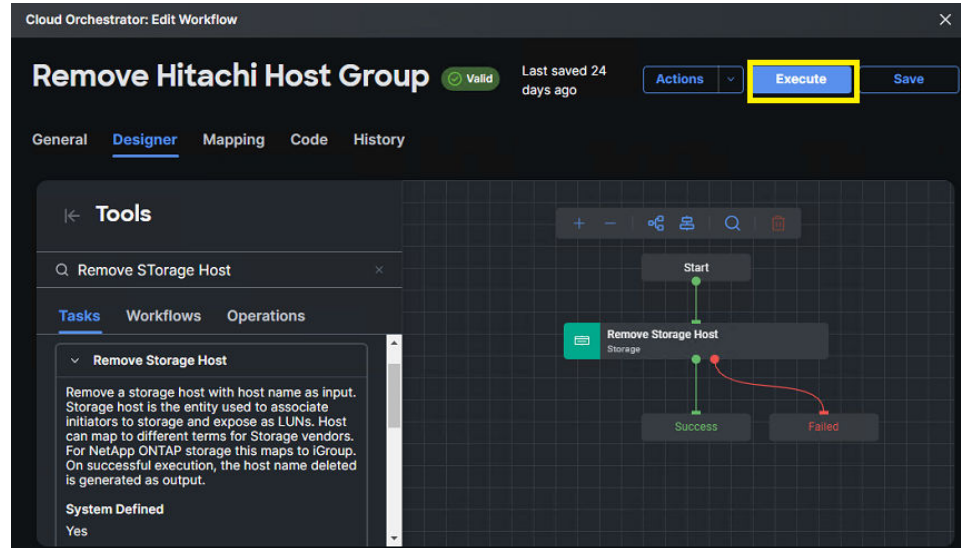 Cloud Orchestrator: Edit Workflow
Remove Hitachi Host Group
Valid
Last saved 24
days ago
Actions
Execute
Save
General Designer Mapping Code History
Tools
Remove STorage Host
Tasks Workflows Operations
Remove Storage Host
Remove a storage host with host name as input.
Storage host is the entity used to associate
initiators to storage and expose as LUNs. Host
can map to different terms for Storage vendors.
For NetApp ONTAP storage this maps to iGroup.
On successful execution, the host name deleted
is generated as output.
System Defined
Yes
Start
Remove Storage Host
Storage
Success
Failed